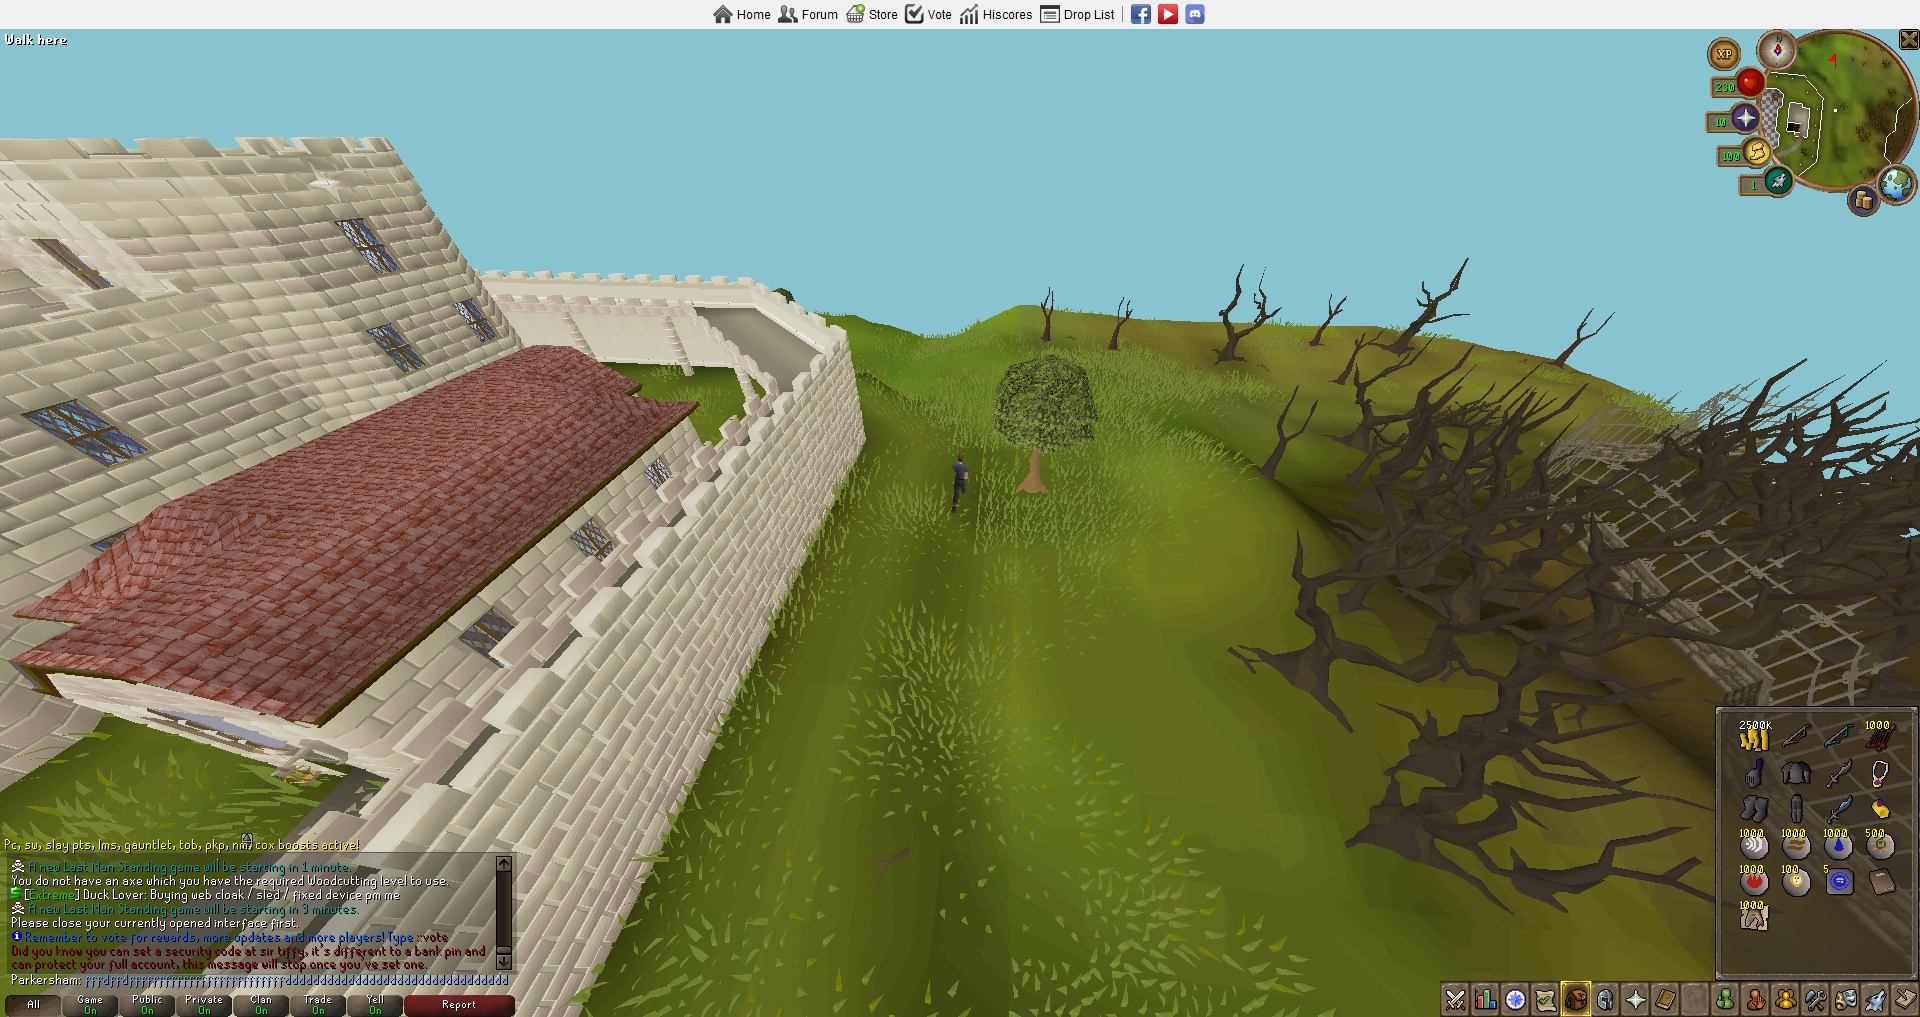 Home Forum Store Vote Hiscores Drop List
Walk here
XP
N
230
10
100
1
2500K
1000
1000 1000 1000 500
1000 100 5
1000
Pc, sw, slay pts, lms, gauntlet, tob, pkp, nm, cox boosts active!
A new Last Man Standing game will be starting in 1 minute
You do not have an axe which you have the required Woodcutting level to use.
[Extreme] Duck Lover: Buying web cloak / sled / fixed device pm me
A new Last Man Standing game will be starting in 3 minutes.
Please close your currently opened interface first.
Remember to vote for rewards, more updates and more players! Type ::vote
Did you know you can set a security code at sir tiffy, it's different to a bank pin and
can protect your full account, this message will stop once you've set one.
Parkersham:
All Game Public Private Clan Trade Yell Report
On On On On On On